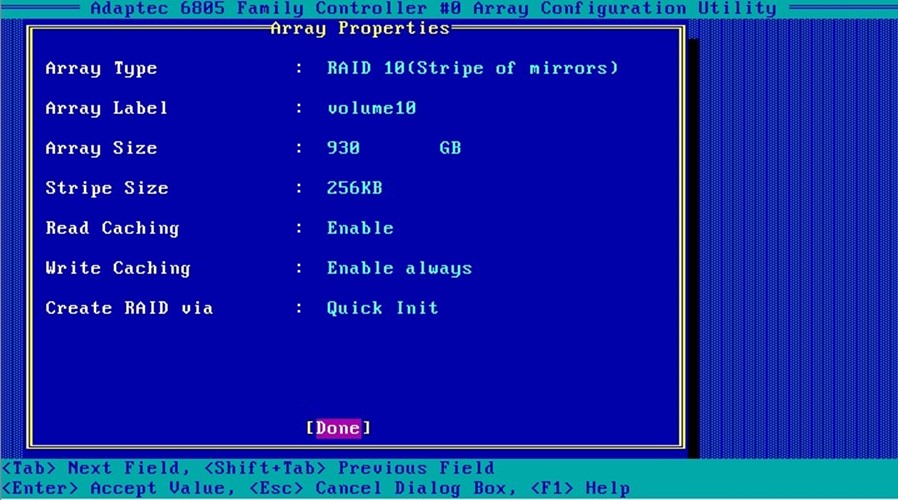 Adaptec 6805 Family Controller #0 Array Configuration Utility
Array Properties
Array Type : RAID 10(Stripe of mirrors)
Array Label : volume10
Array Size : 930 GB
Stripe Size : 256KB
Read Caching : Enable
Write Caching : Enable always
Create RAID via : Quick Init
[Done]
<Tab> Next Field, <Shift+Tab> Previous Field
<Enter> Accept Value, <Esc> Cancel Dialog Box, <F1> Help